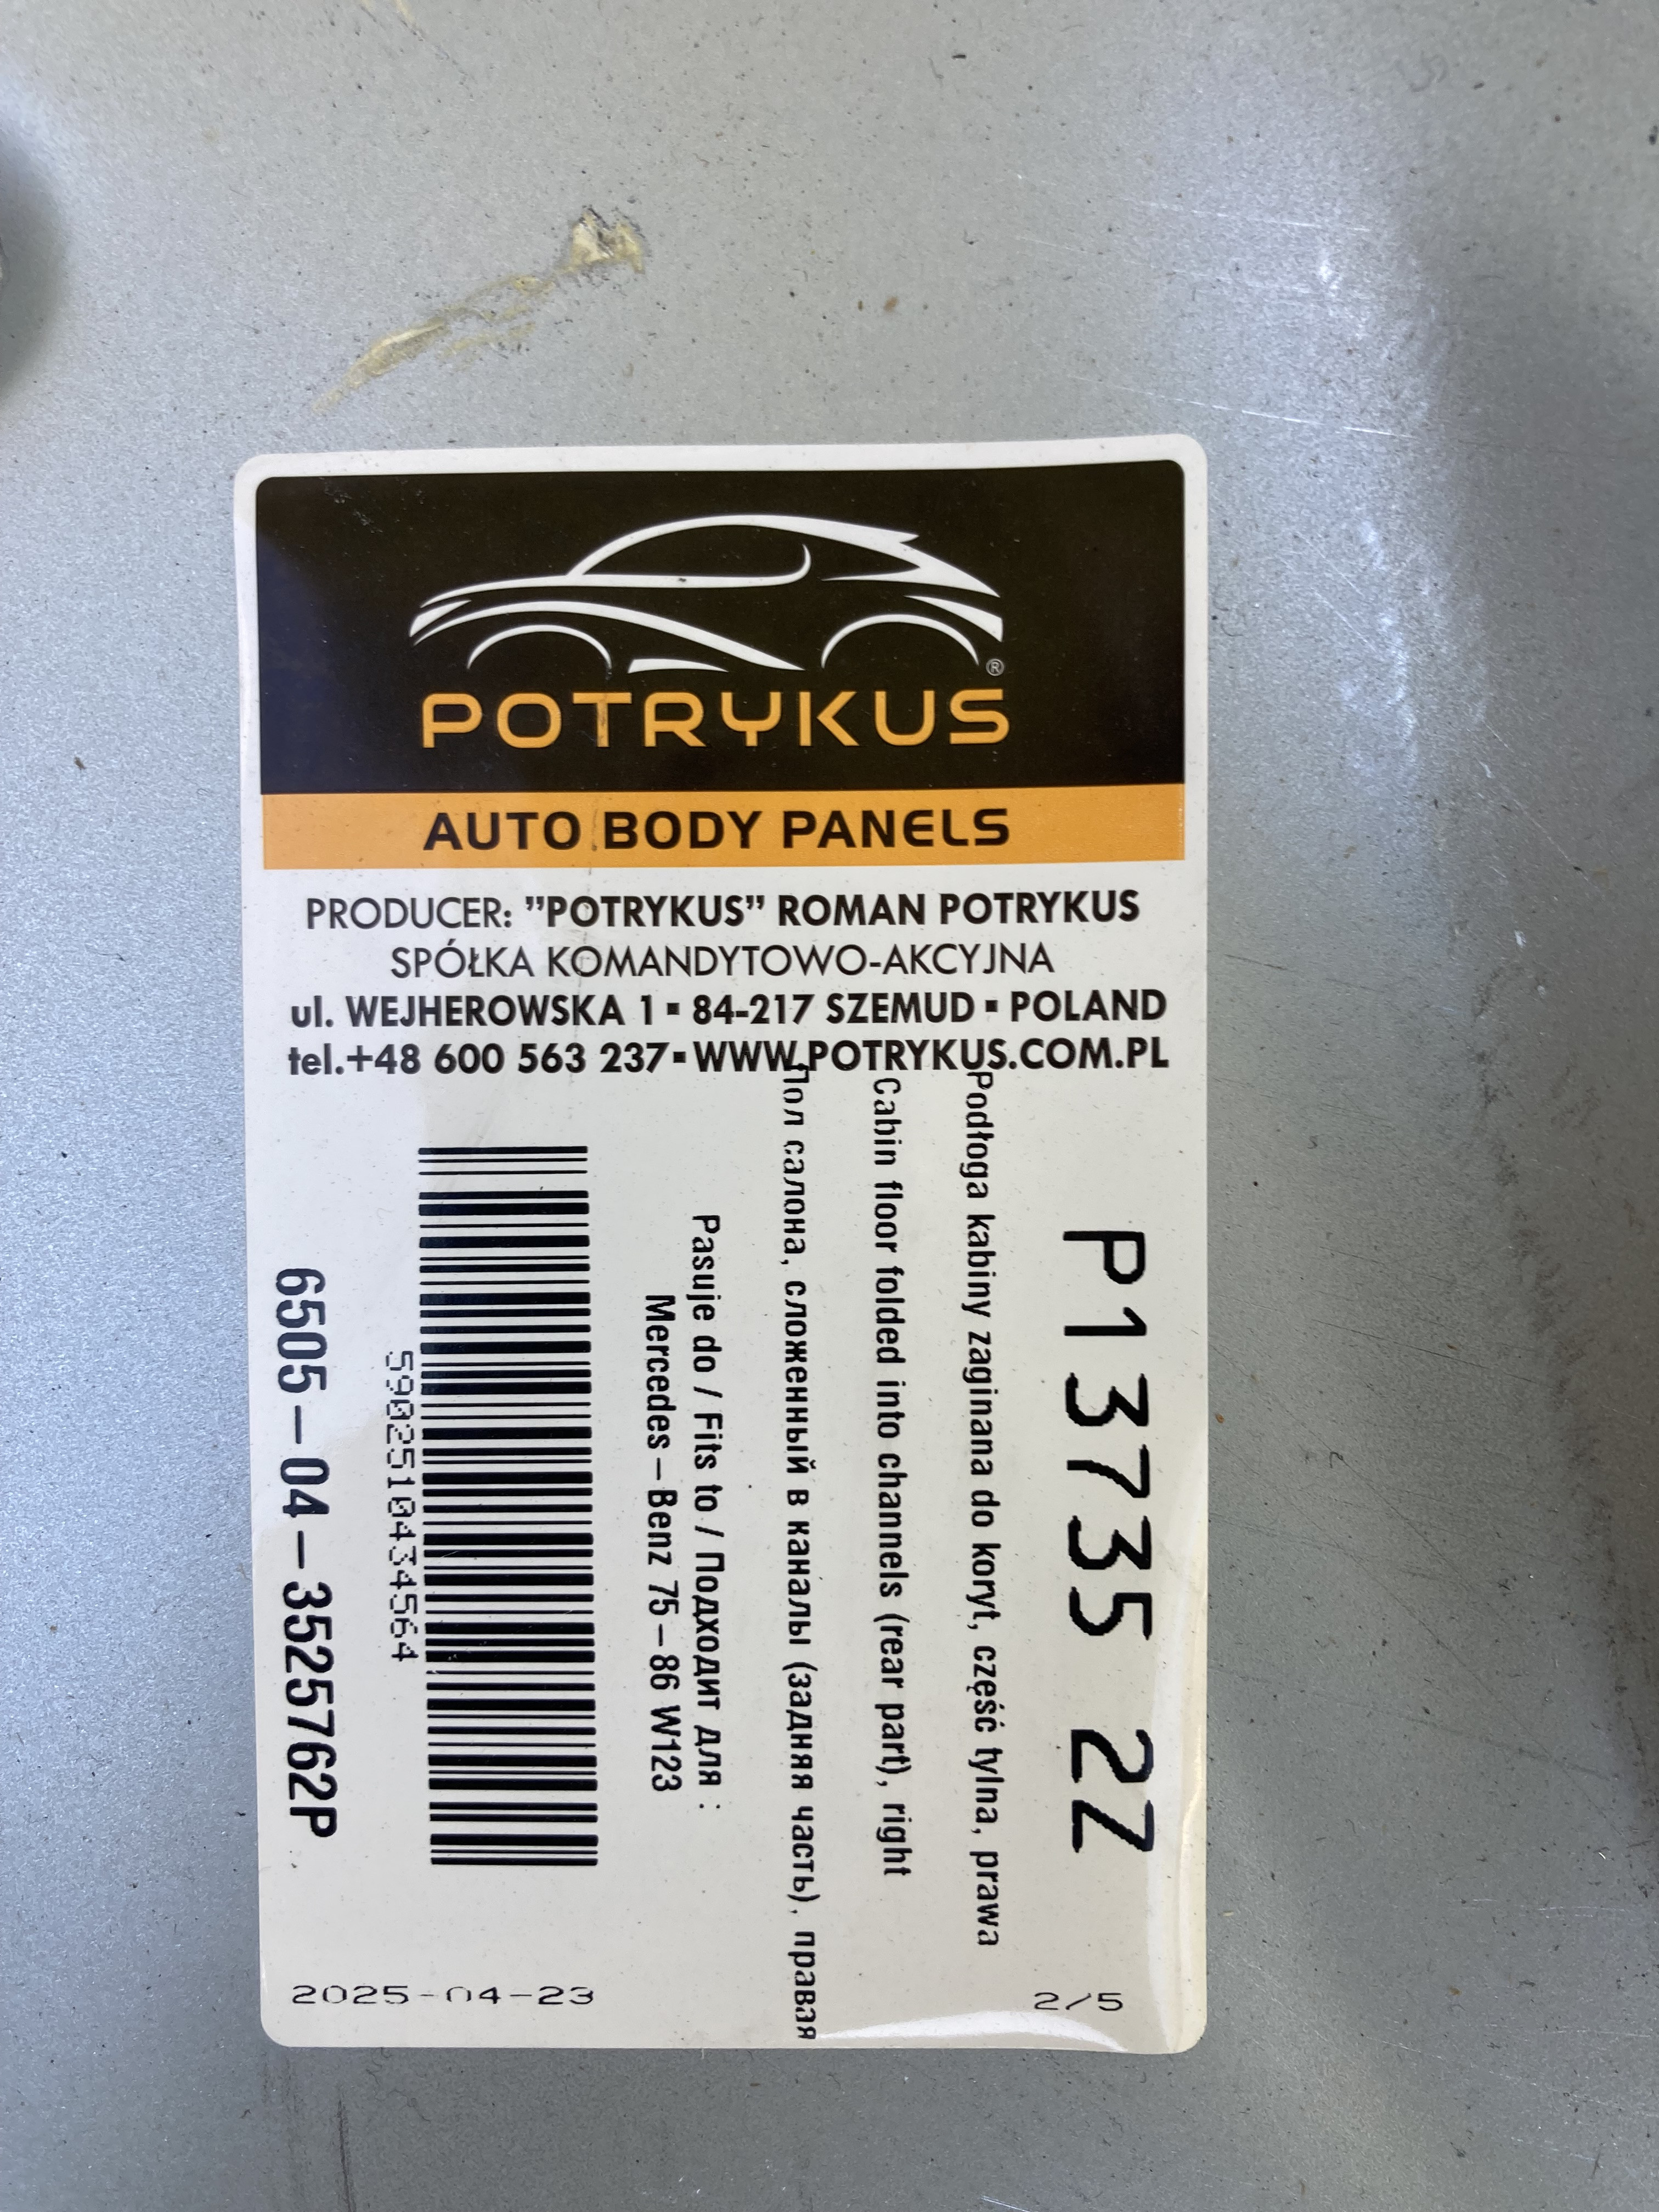 ®
POTRYKUS
AUTO BODY PANELS
PRODUCER: ”POTRYKUS” ROMAN POTRYKUS
SPÓŁKA KOMANDYTOWO-AKCYJNA
ul. WEJHEROWSKA 1 ▪ 84-217 SZEMUD ▪ POLAND
tel.+48 600 563 237 ▪ WWW.POTRYKUS.COM.PL
P13735 22
Podłoga kabiny zaginana do koryt, część tylna, prawa
Cabin floor folded into channels (rear part), right
Пол салона, сложенный в каналы (задняя часть), правая
Pasuje do / Fits to / Подходит для :
Mercedes-Benz 75-86 W123
5902510434564
6505-04-3525762P
2025-04-23
2/5